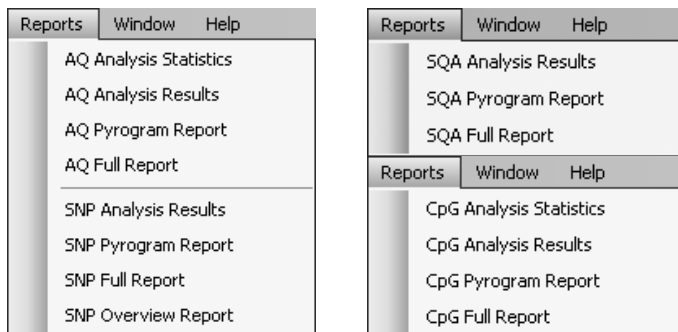 Reports Window Help
AQ Analysis Statistics
AQ Analysis Results
AQ Pyrogram Report
AQ Full Report
SNP Analysis Results
SNP Pyrogram Report
SNP Full Report
SNP Overview Report
Reports Window Help
SQA Analysis Results
SQA Pyrogram Report
SQA Full Report
Reports Window Help
CpG Analysis Statistics
CpG Analysis Results
CpG Pyrogram Report
CpG Full Report